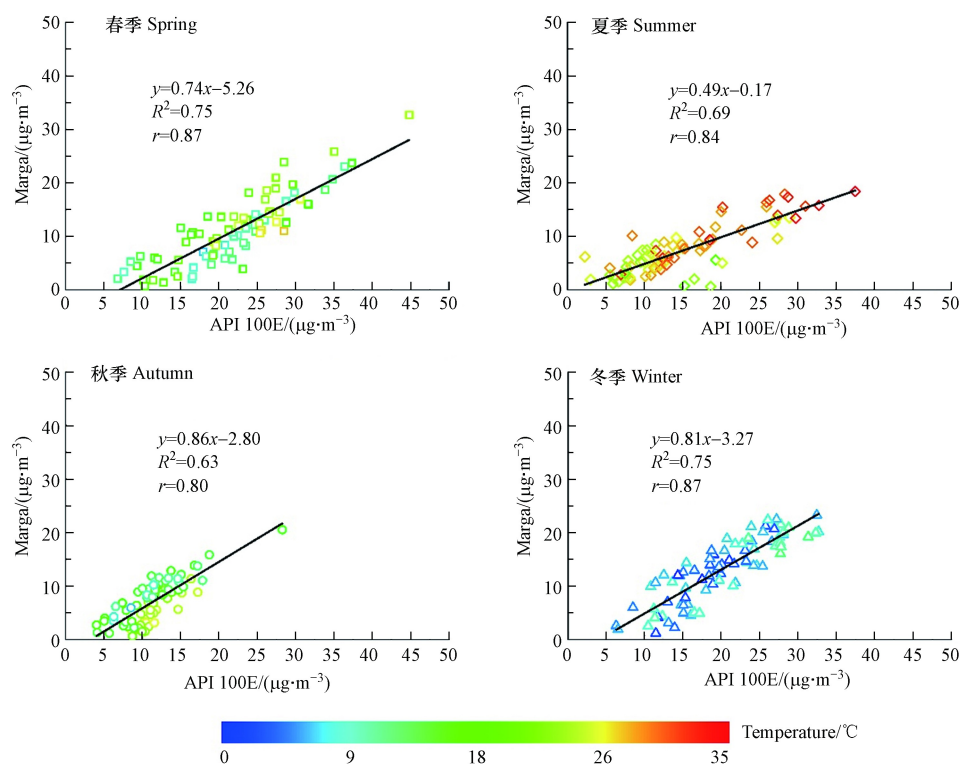 春季 Spring
50
40
30
20
10
0
Marga/(μg·m⁻³)
y=0.74x−5.26
R²=0.75
r=0.87
0 5 10 15 20 25 30 35 40 45 50
API 100E/(μg·m⁻³)
夏季 Summer
50
40
30
20
10
0
Marga/(μg·m⁻³)
y=0.49x−0.17
R²=0.69
r=0.84
0 5 10 15 20 25 30 35 40 45 50
API 100E/(μg·m⁻³)
秋季 Autumn
50
40
30
20
10
0
Marga/(μg·m⁻³)
y=0.86x−2.80
R²=0.63
r=0.80
0 5 10 15 20 25 30 35 40 45 50
API 100E/(μg·m⁻³)
冬季 Winter
50
40
30
20
10
0
Marga/(μg·m⁻³)
y=0.81x−3.27
R²=0.75
r=0.87
0 5 10 15 20 25 30 35 40 45 50
API 100E/(μg·m⁻³)
Temperature/℃
0 9 18 26 35